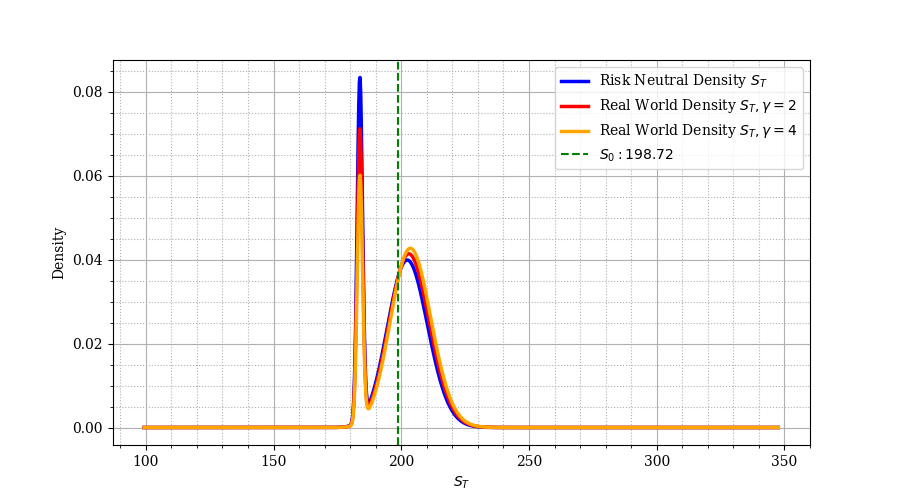 Risk Neutral Density S_T
Real World Density S_T, γ = 2
Real World Density S_T, γ = 4
S_0 : 198.72
0.08
0.06
0.04
0.02
0.00
Density
100
150
200
250
300
350
S_T